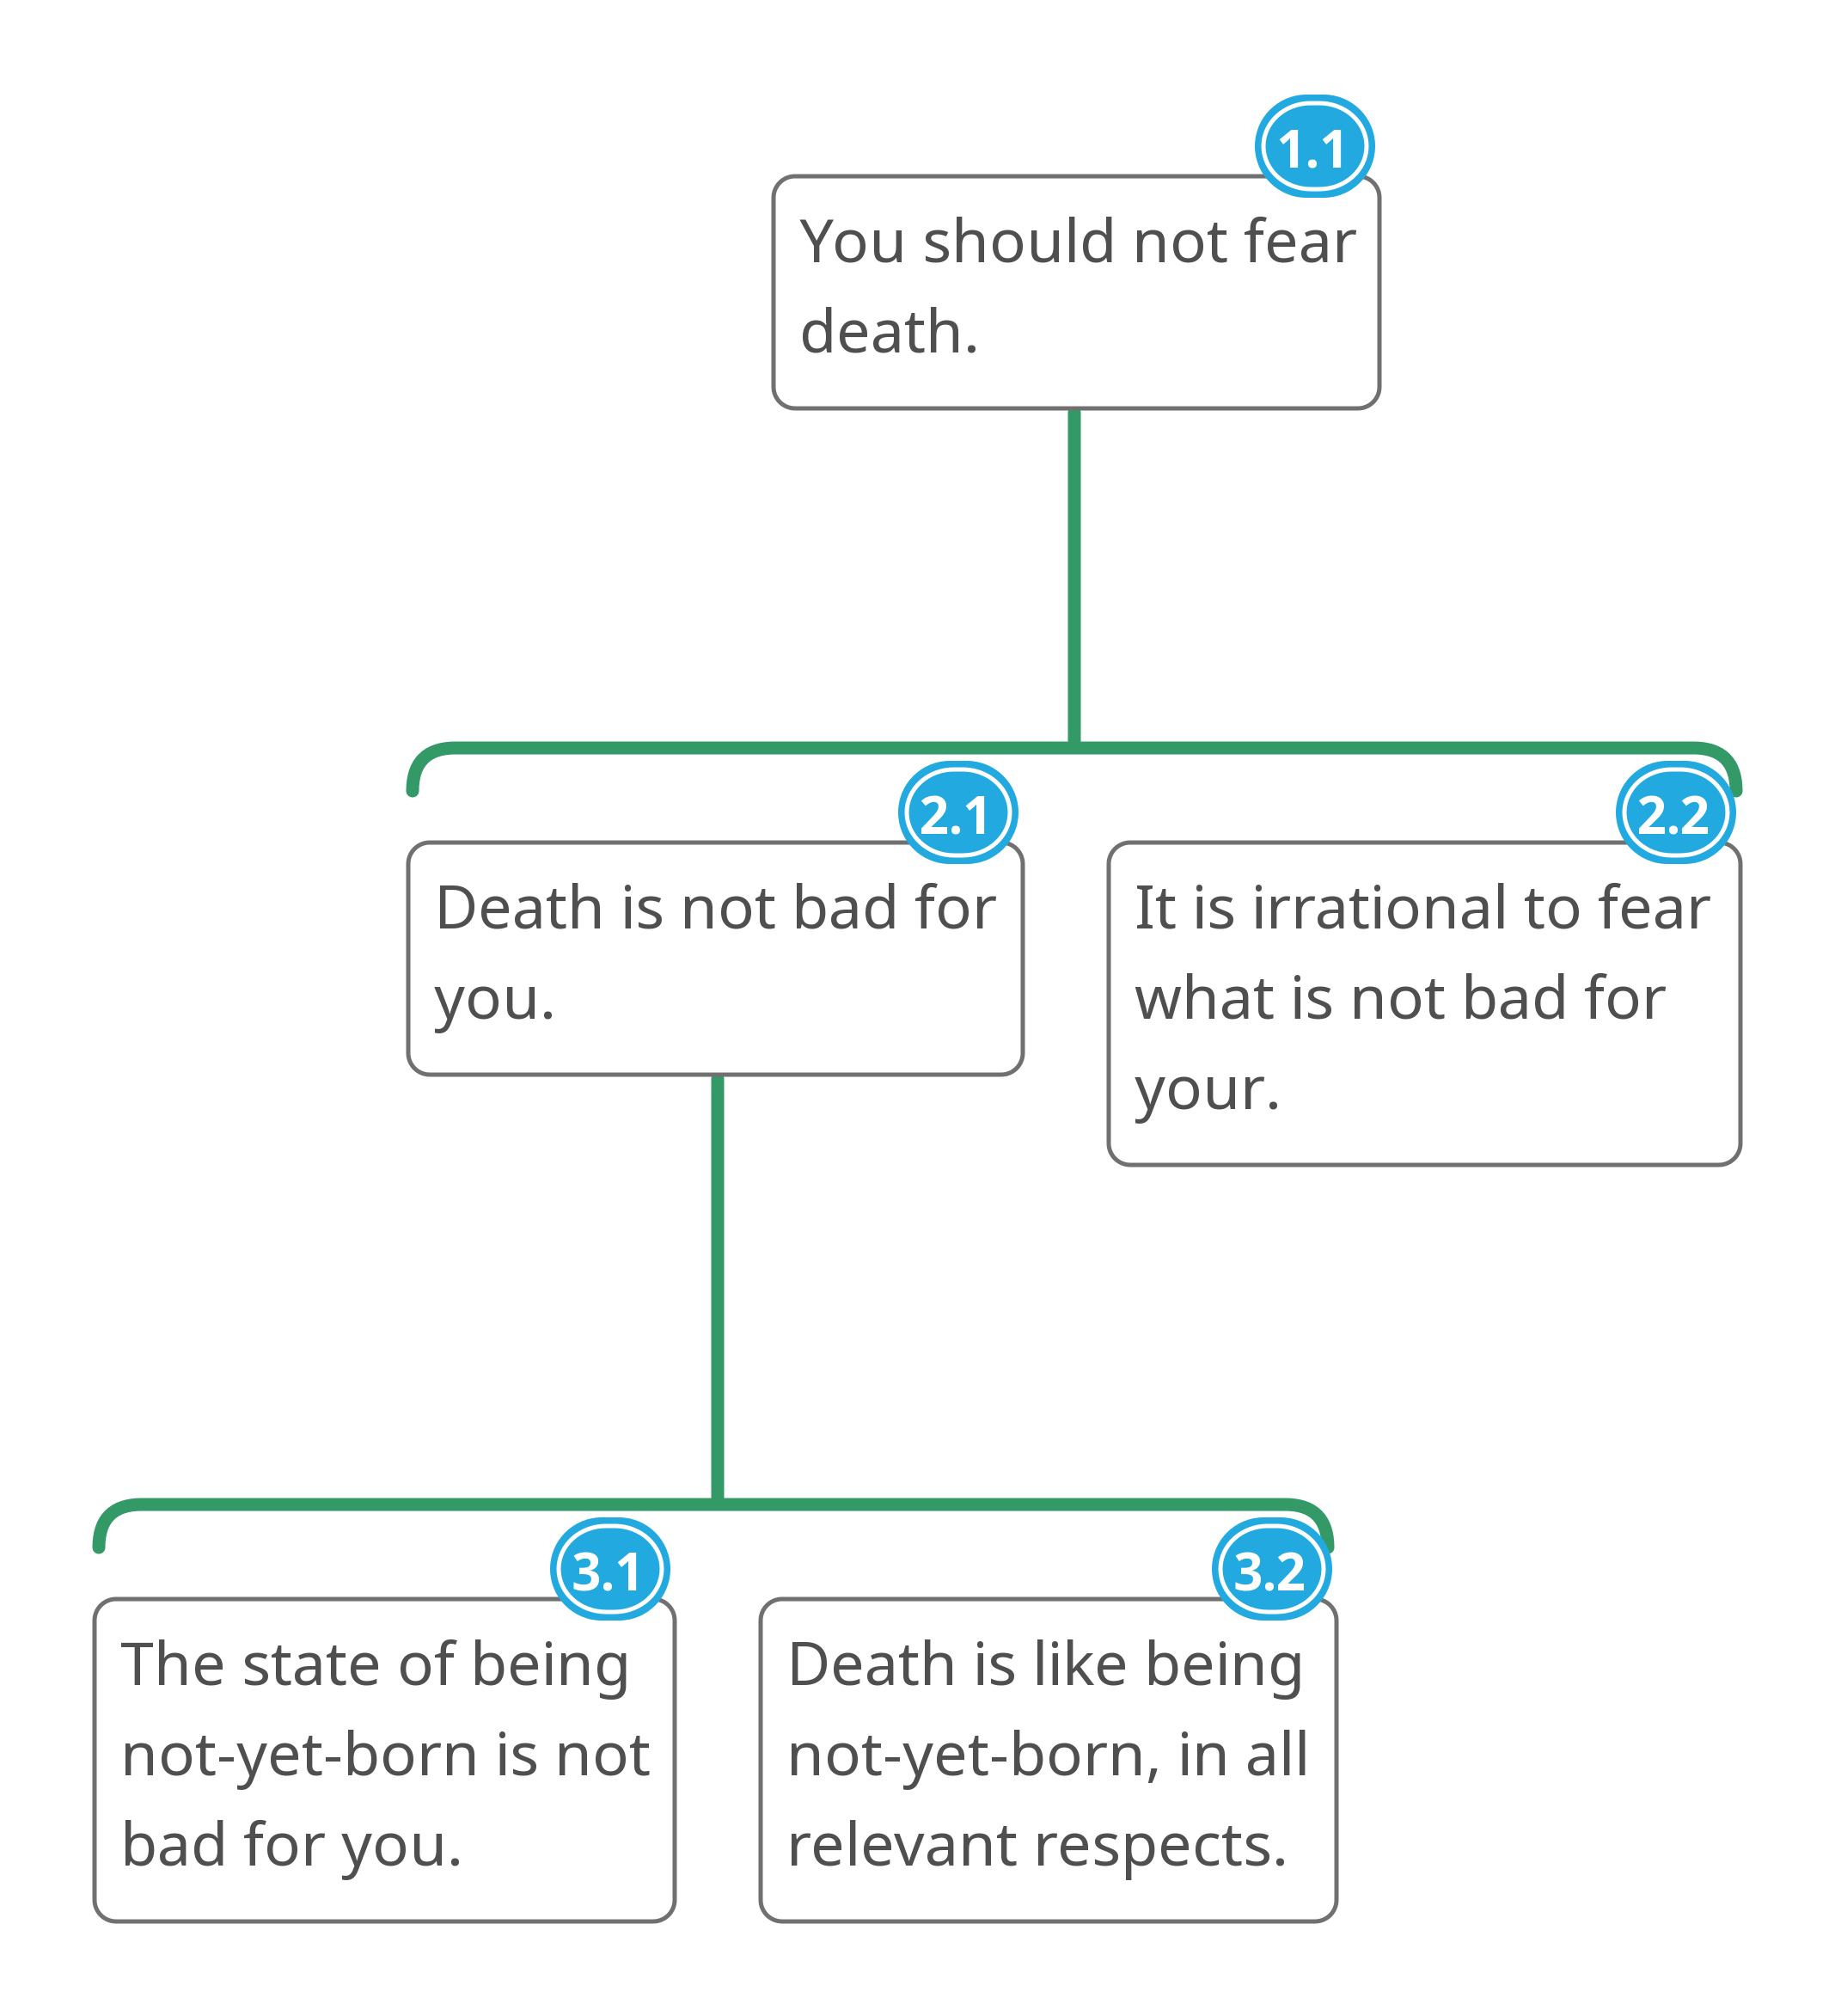 1.1
You should not fear
death.
2.1
Death is not bad for
you.
2.2
It is irrational to fear
what is not bad for
your.
3.1
The state of being
not-yet-born is not
bad for you.
3.2
Death is like being
not-yet-born, in all
relevant respects.